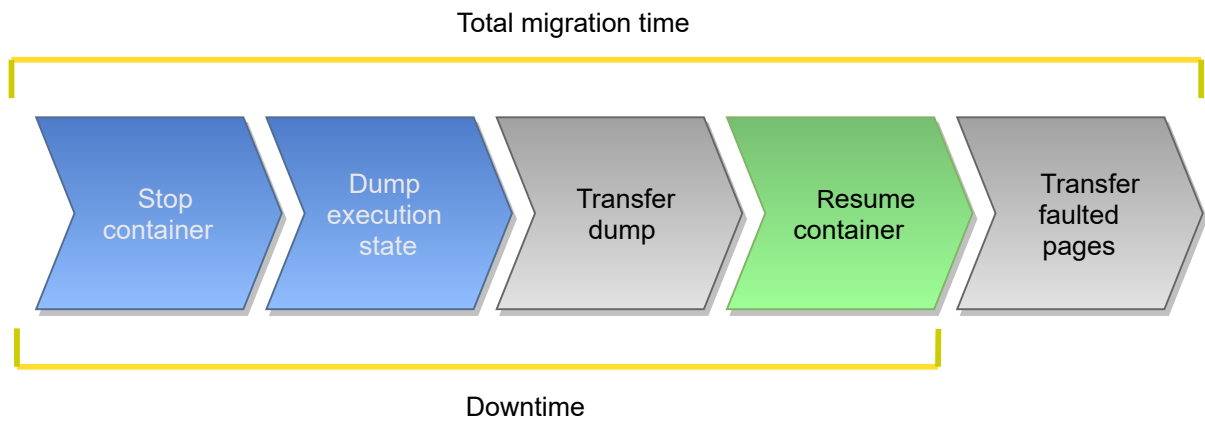 Total migration time
Stop
container
Dump
execution
state
Transfer
dump
Resume
container
Transfer
faulted
pages
Downtime